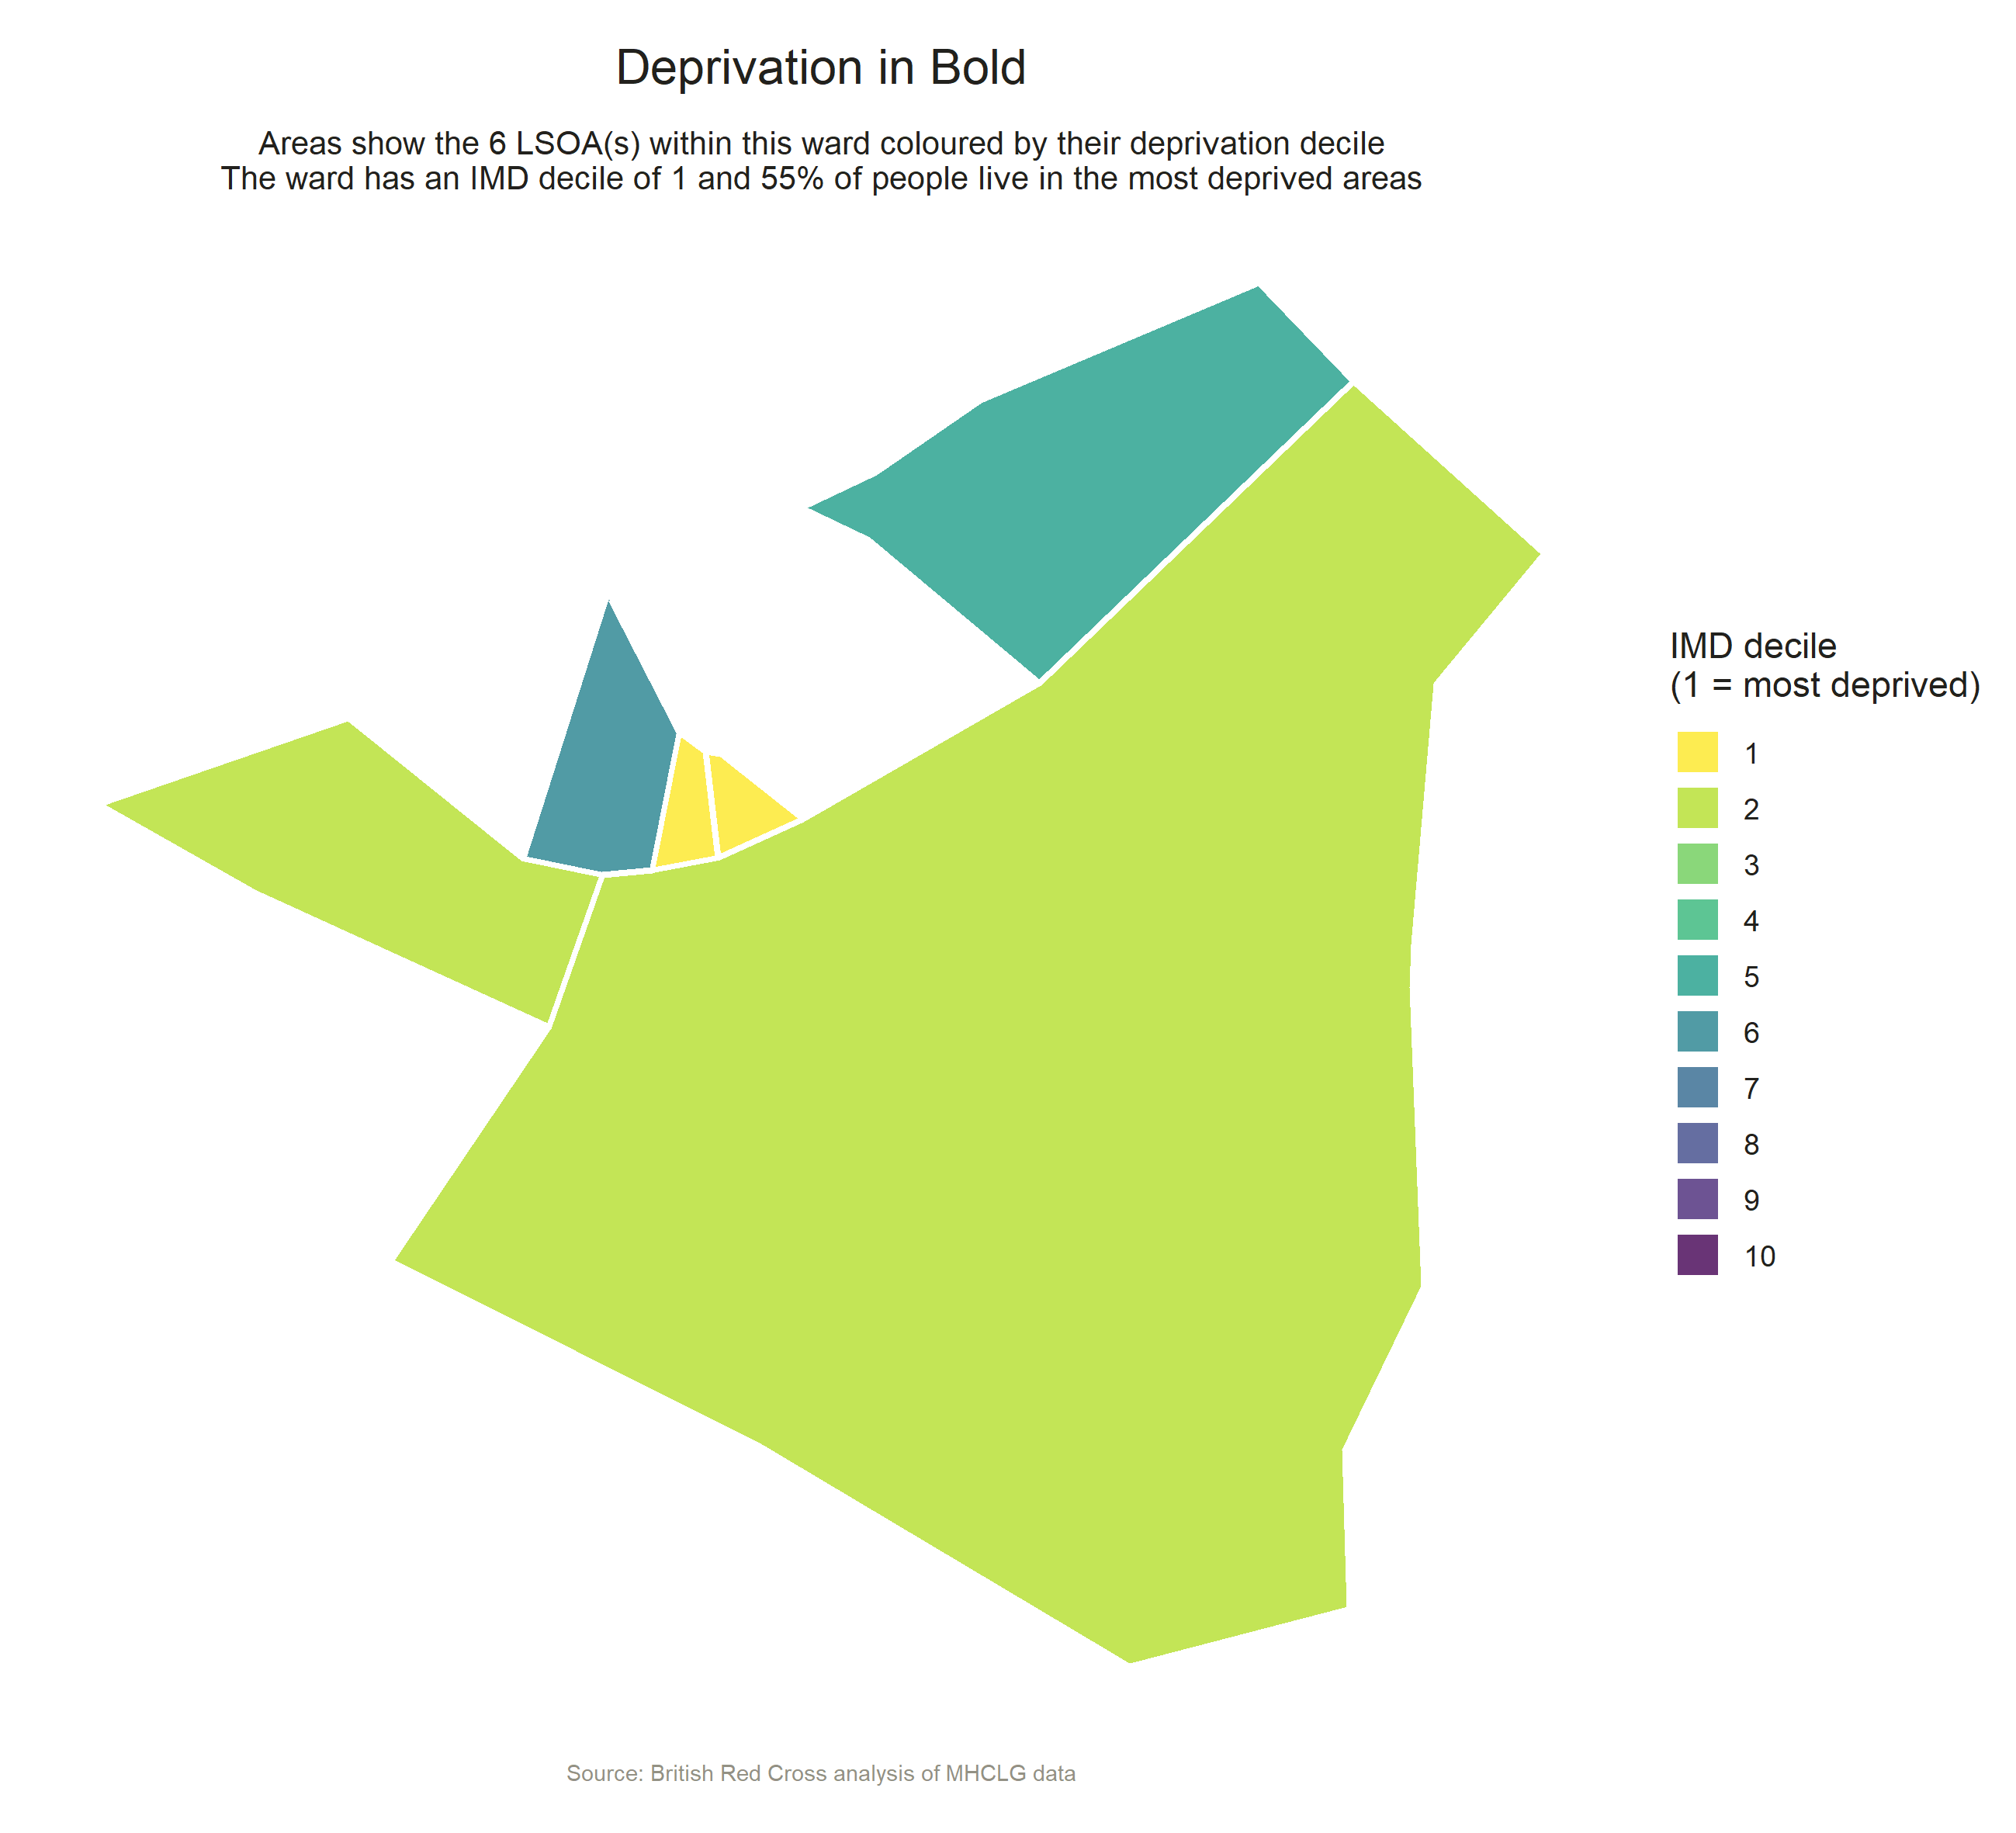 Deprivation in Bold
Areas show the 6 LSOA(s) within this ward coloured by their deprivation decile
The ward has an IMD decile of 1 and 55% of people live in the most deprived areas
IMD decile
(1 = most deprived)
1
2
3
4
5
6
7
8
9
10
Source: British Red Cross analysis of MHCLG data